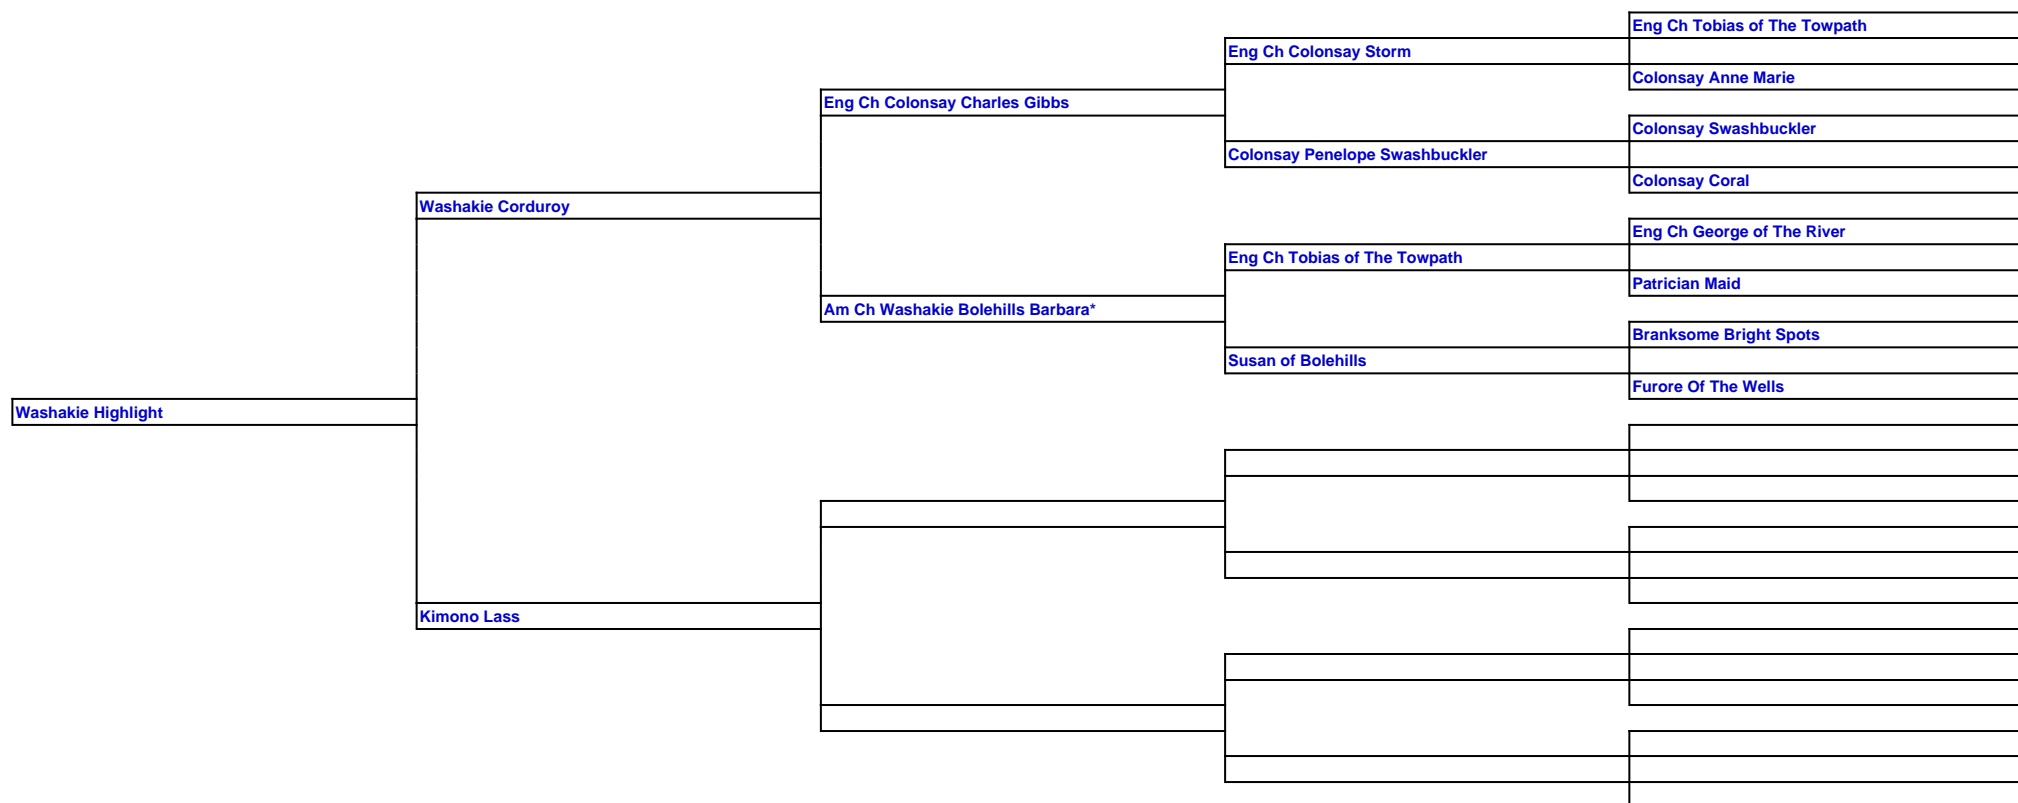 Eng Ch Tobias of The Towpath
Eng Ch Colonsay Storm
Colonsay Anne Marie
Eng Ch Colonsay Charles Gibbs
Colonsay Swashbuckler
Colonsay Penelope Swashbuckler
Colonsay Coral
Washakie Corduroy
Eng Ch George of The River
Eng Ch Tobias of The Towpath
Patrician Maid
Am Ch Washakie Bolehills Barbara*
Branksome Bright Spots
Susan of Bolehills
Furore Of The Wells
Washakie Highlight
Kimono Lass